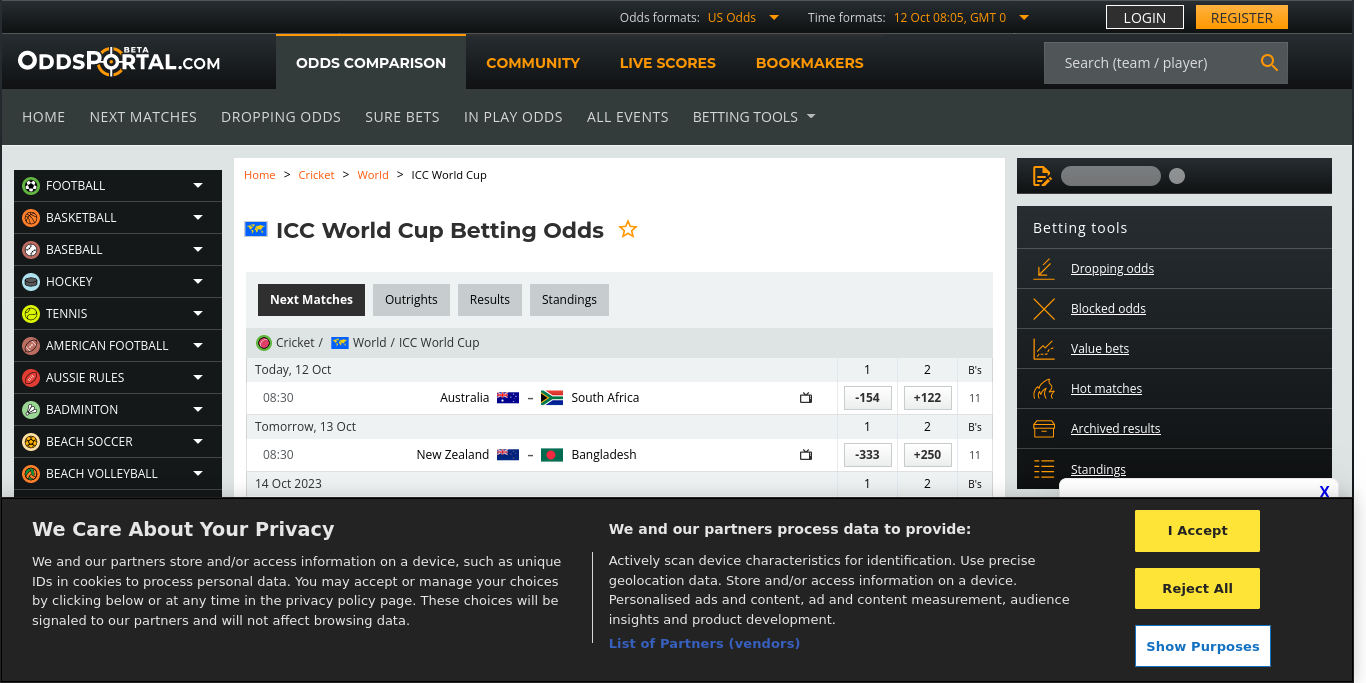 Odds formats: US Odds
Time formats: 12 Oct 08:05, GMT 0
LOGIN
REGISTER
ODDSPORTAL.COM
BETA
ODDS COMPARISON
COMMUNITY
LIVE SCORES
BOOKMAKERS
Search (team / player)
HOME
NEXT MATCHES
DROPPING ODDS
SURE BETS
IN PLAY ODDS
ALL EVENTS
BETTING TOOLS
FOOTBALL
BASKETBALL
BASEBALL
HOCKEY
TENNIS
AMERICAN FOOTBALL
AUSSIE RULES
BADMINTON
BEACH SOCCER
BEACH VOLLEYBALL
Home > Cricket > World > ICC World Cup
ICC World Cup Betting Odds
Next Matches
Outrights
Results
Standings
Cricket / World / ICC World Cup
Today, 12 Oct 1 2 B's
08:30 Australia – South Africa -154 +122 11
Tomorrow, 13 Oct 1 2 B's
08:30 New Zealand – Bangladesh -333 +250 11
14 Oct 2023 1 2 B's
Betting tools
Dropping odds
Blocked odds
Value bets
Hot matches
Archived results
Standings
X
We Care About Your Privacy
We and our partners store and/or access information on a device, such as unique
IDs in cookies to process personal data. You may accept or manage your choices
by clicking below or at any time in the privacy policy page. These choices will be
signaled to our partners and will not affect browsing data.
We and our partners process data to provide:
Actively scan device characteristics for identification. Use precise
geolocation data. Store and/or access information on a device.
Personalised ads and content, ad and content measurement, audience
insights and product development.
List of Partners (vendors)
I Accept
Reject All
Show Purposes